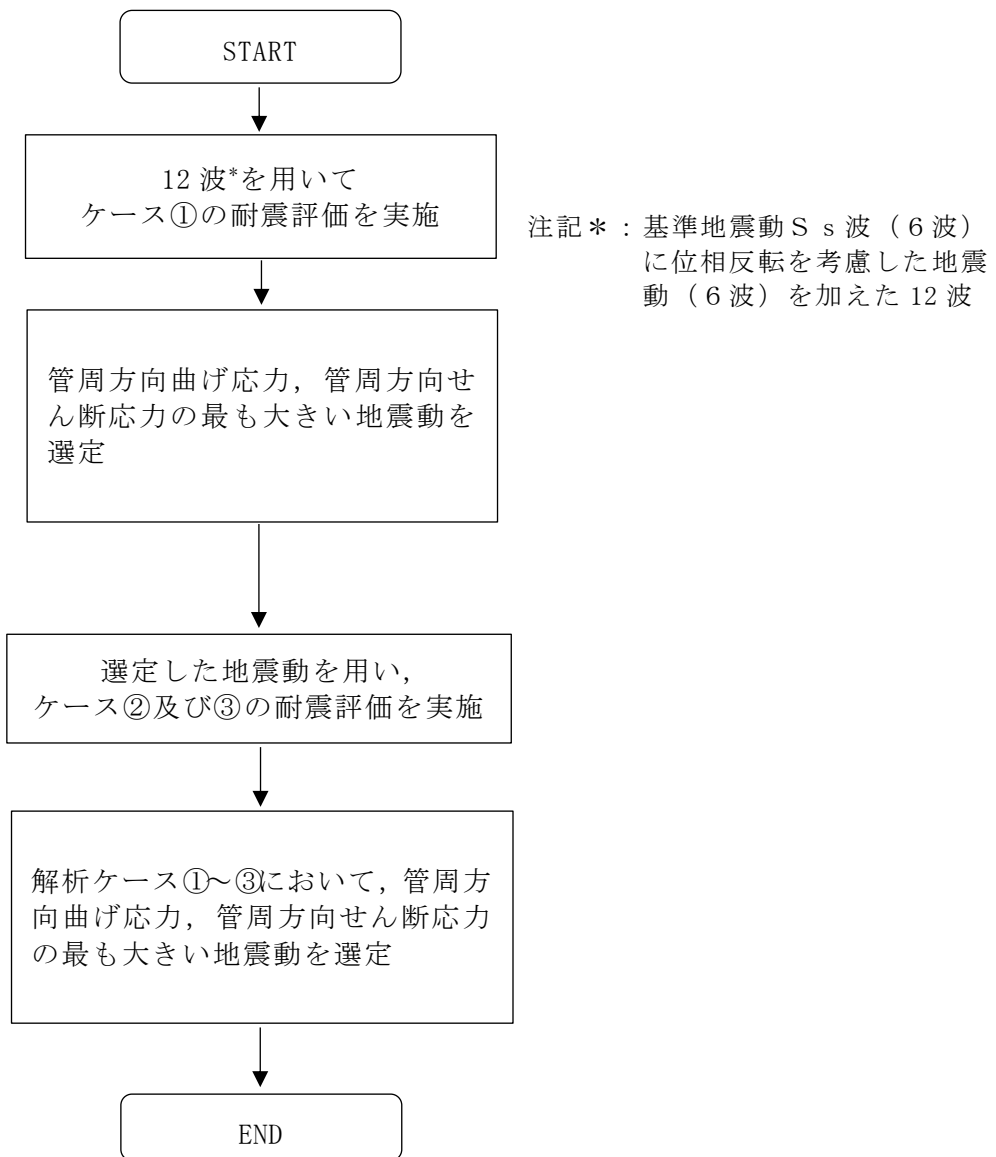 START
12 波*を用いて
ケース①の耐震評価を実施
注記＊：基準地震動Ｓｓ波（６波）
に位相反転を考慮した地震
動（６波）を加えた 12 波
管周方向曲げ応力，管周方向せ
ん断応力の最も大きい地震動を
選定
選定した地震動を用い，
ケース②及び③の耐震評価を実施
解析ケース①～③において，管周方
向曲げ応力，管周方向せん断応力
の最も大きい地震動を選定
END